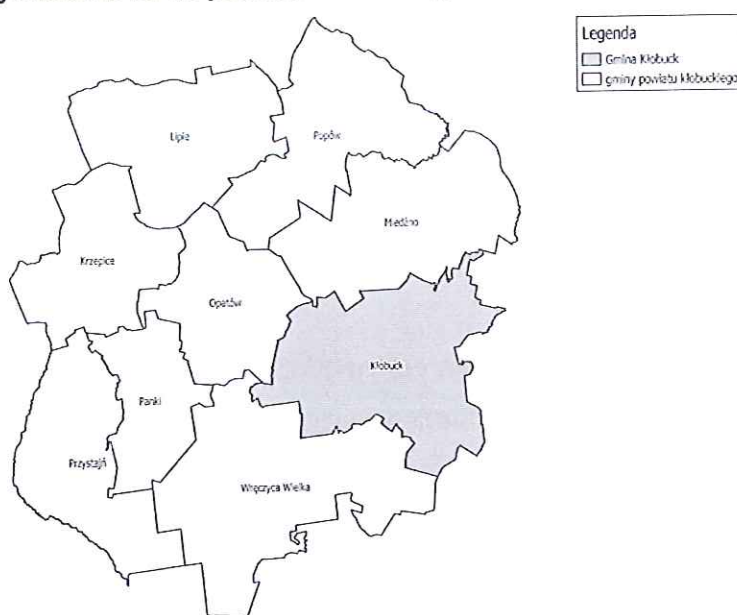 Legenda
Gmina Kłobuck
gminy powiatu kłobuckiego
Lipie
Popów
Miedźno
Krzepice
Opatów
Kłobuck
Panki
Przystajń
Wręczyca Wielka